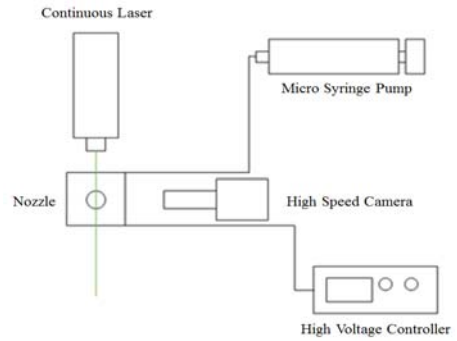 Continuous Laser
Micro Syringe Pump
Nozzle
High Speed Camera
High Voltage Controller